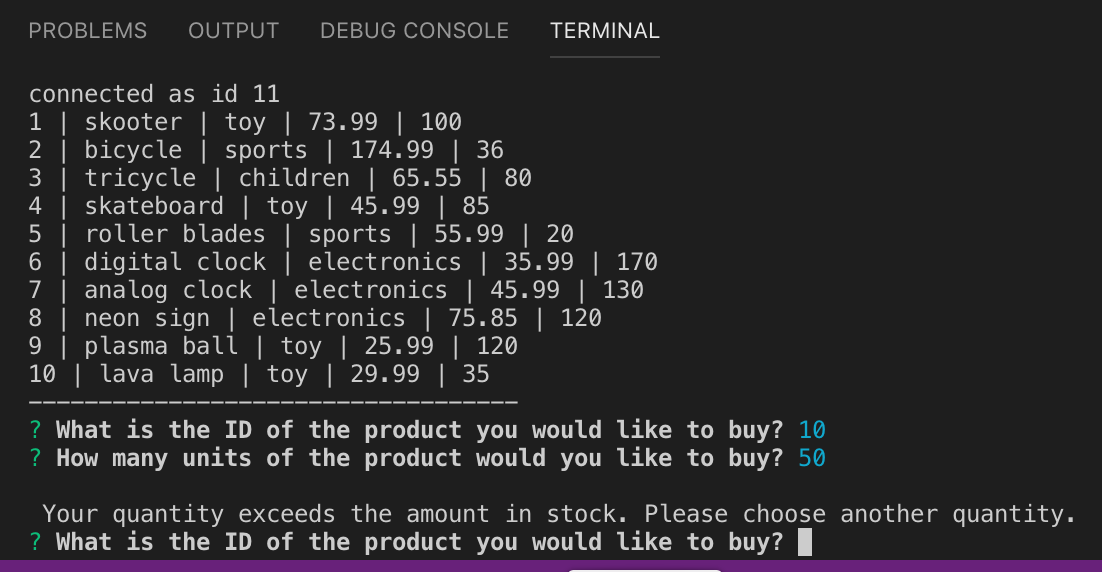 PROBLEMS OUTPUT DEBUG CONSOLE TERMINAL
connected as id 11
1 | skooter | toy | 73.99 | 100
2 | bicycle | sports | 174.99 | 36
3 | tricycle | children | 65.55 | 80
4 | skateboard | toy | 45.99 | 85
5 | roller blades | sports | 55.99 | 20
6 | digital clock | electronics | 35.99 | 170
7 | analog clock | electronics | 45.99 | 130
8 | neon sign | electronics | 75.85 | 120
9 | plasma ball | toy | 25.99 | 120
10 | lava lamp | toy | 29.99 | 35
-----------------------------------
? What is the ID of the product you would like to buy? 10
? How many units of the product would you like to buy? 50
Your quantity exceeds the amount in stock. Please choose another quantity.
? What is the ID of the product you would like to buy?